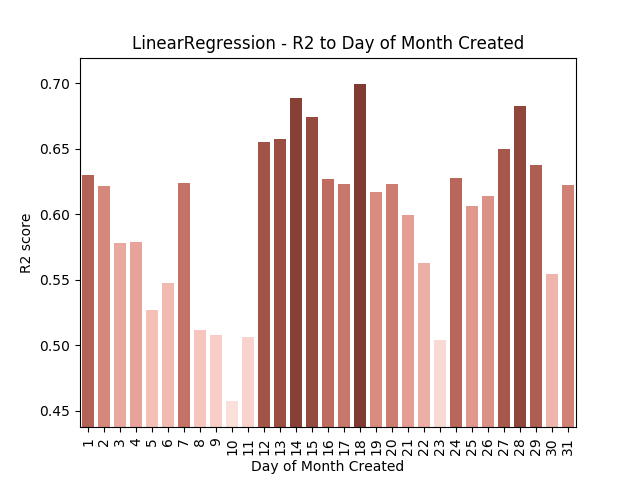 LinearRegression - R2 to Day of Month Created
R2 score
0.70
0.65
0.60
0.55
0.50
0.45
1 2 3 4 5 6 7 8 9 10 11 12 13 14 15 16 17 18 19 20 21 22 23 24 25 26 27 28 29 30 31
Day of Month Created